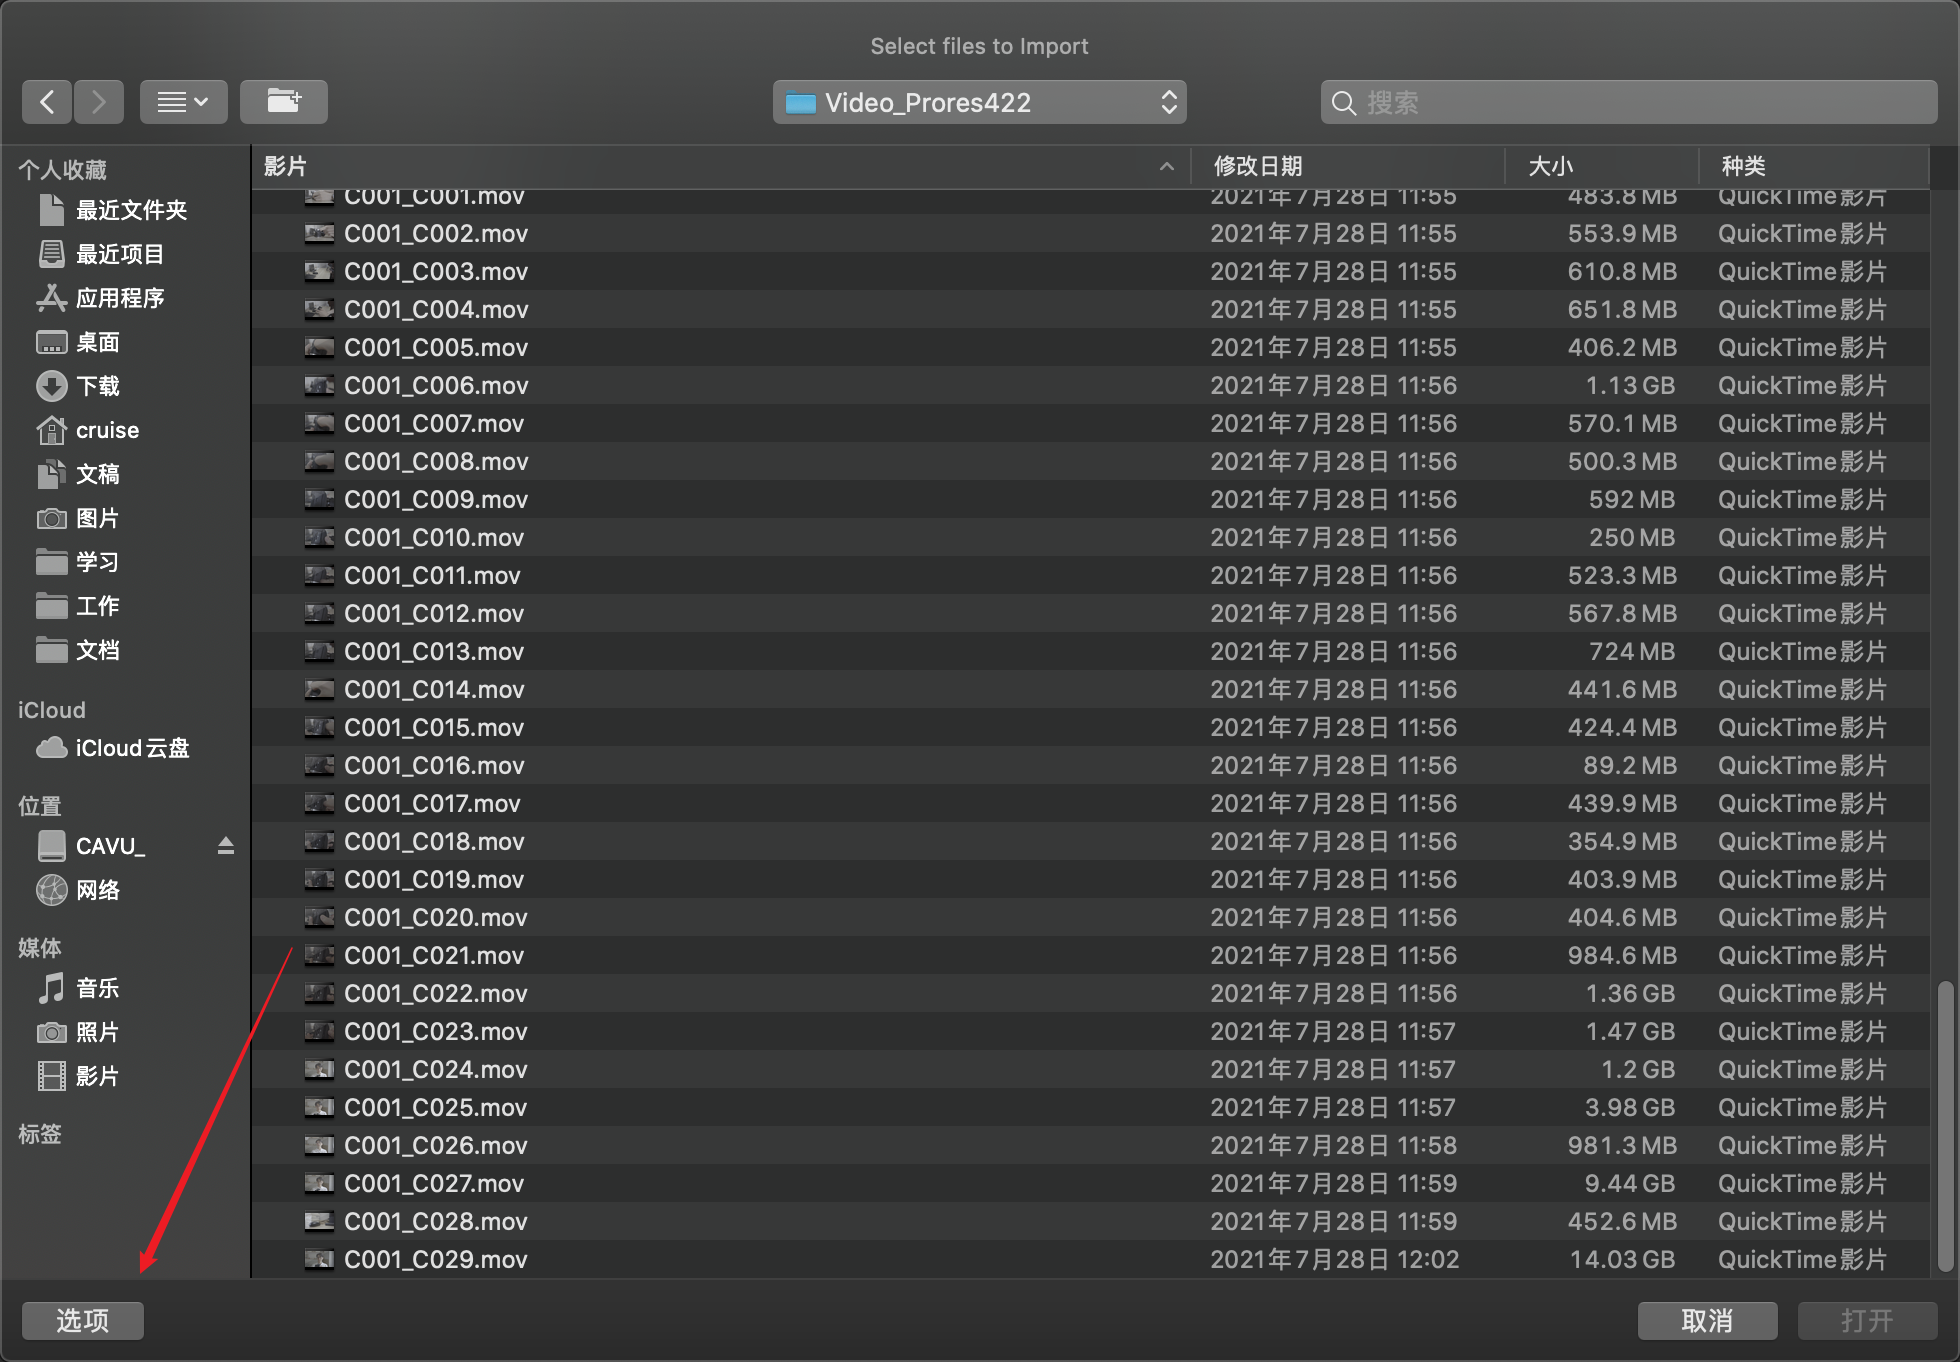 Select files to Import
Video_Prores422
搜索
个人收藏
最近文件夹
最近项目
应用程序
桌面
下载
cruise
文稿
图片
学习
工作
文档
iCloud
iCloud云盘
位置
CAVU_
网络
媒体
音乐
照片
影片
标签
影片 修改日期 大小 种类
C001_C001.mov 2021年7月28日 11:55 483.8 MB QuickTime影片
C001_C002.mov 2021年7月28日 11:55 553.9 MB QuickTime影片
C001_C003.mov 2021年7月28日 11:55 610.8 MB QuickTime影片
C001_C004.mov 2021年7月28日 11:55 651.8 MB QuickTime影片
C001_C005.mov 2021年7月28日 11:55 406.2 MB QuickTime影片
C001_C006.mov 2021年7月28日 11:56 1.13 GB QuickTime影片
C001_C007.mov 2021年7月28日 11:56 570.1 MB QuickTime影片
C001_C008.mov 2021年7月28日 11:56 500.3 MB QuickTime影片
C001_C009.mov 2021年7月28日 11:56 592 MB QuickTime影片
C001_C010.mov 2021年7月28日 11:56 250 MB QuickTime影片
C001_C011.mov 2021年7月28日 11:56 523.3 MB QuickTime影片
C001_C012.mov 2021年7月28日 11:56 567.8 MB QuickTime影片
C001_C013.mov 2021年7月28日 11:56 724 MB QuickTime影片
C001_C014.mov 2021年7月28日 11:56 441.6 MB QuickTime影片
C001_C015.mov 2021年7月28日 11:56 424.4 MB QuickTime影片
C001_C016.mov 2021年7月28日 11:56 89.2 MB QuickTime影片
C001_C017.mov 2021年7月28日 11:56 439.9 MB QuickTime影片
C001_C018.mov 2021年7月28日 11:56 354.9 MB QuickTime影片
C001_C019.mov 2021年7月28日 11:56 403.9 MB QuickTime影片
C001_C020.mov 2021年7月28日 11:56 404.6 MB QuickTime影片
C001_C021.mov 2021年7月28日 11:56 984.6 MB QuickTime影片
C001_C022.mov 2021年7月28日 11:56 1.36 GB QuickTime影片
C001_C023.mov 2021年7月28日 11:57 1.47 GB QuickTime影片
C001_C024.mov 2021年7月28日 11:57 1.2 GB QuickTime影片
C001_C025.mov 2021年7月28日 11:57 3.98 GB QuickTime影片
C001_C026.mov 2021年7月28日 11:58 981.3 MB QuickTime影片
C001_C027.mov 2021年7月28日 11:59 9.44 GB QuickTime影片
C001_C028.mov 2021年7月28日 11:59 452.6 MB QuickTime影片
C001_C029.mov 2021年7月28日 12:02 14.03 GB QuickTime影片
选项
取消
打开